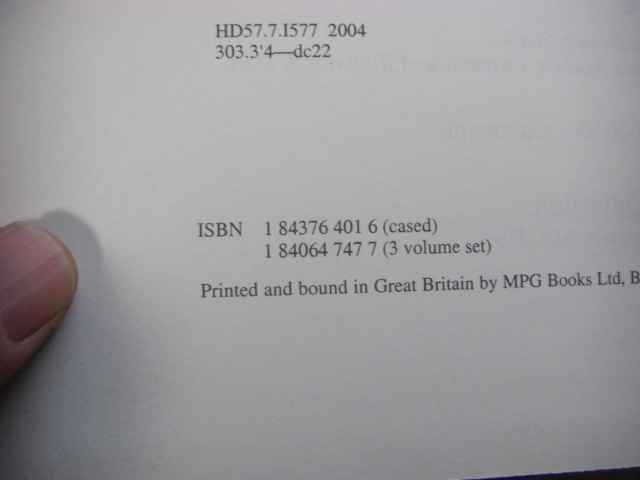 HD57.7.I577 2004
303.3'4—dc22
ISBN 1 84376 401 6 (cased)
1 84064 747 7 (3 volume set)
Printed and bound in Great Britain by MPG Books Ltd, B